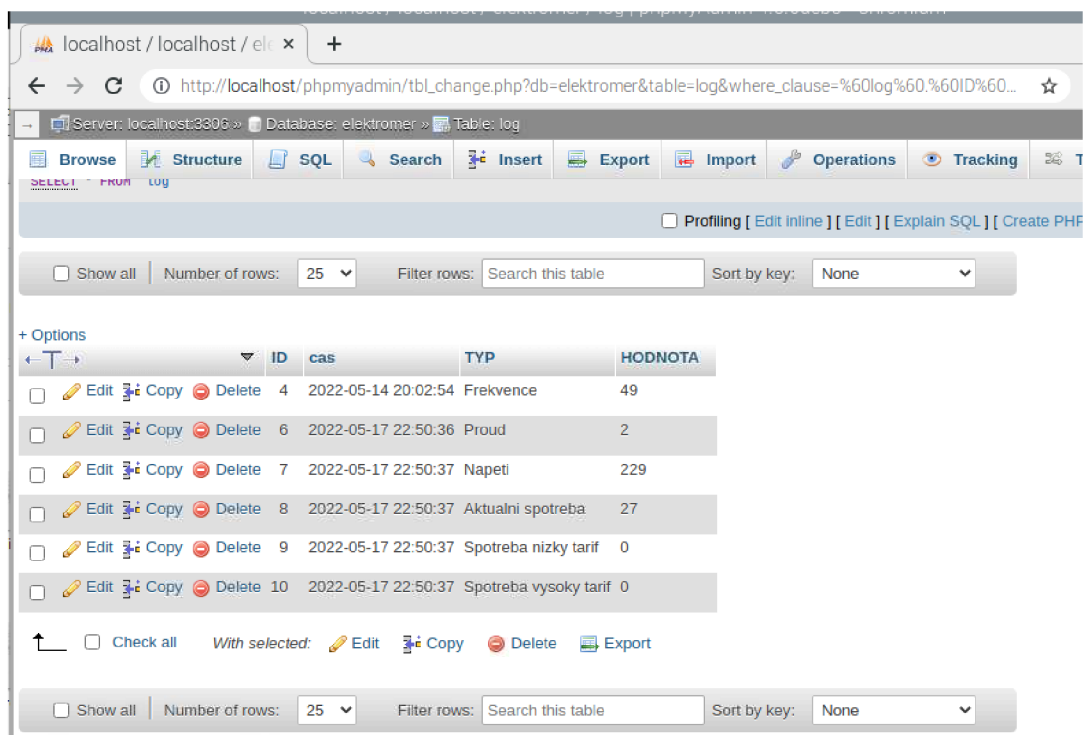 localhost / localhost / ele
http://localhost/phpmyadmin/tbl_change.php?db=elektromer&table=log&where_clause=%60log%60.%60ID%60...
Server: localhost:3306 » Database: elektromer » Table: log
Browse Structure SQL Search Insert Export Import Operations Tracking T
SELECT * FROM `log`
Profiling [ Edit inline ] [ Edit ] [ Explain SQL ] [ Create PHP
Show all Number of rows: 25 Filter rows: Search this table Sort by key: None
+ Options
←T→ ID cas TYP HODNOTA
Edit Copy Delete 4 2022-05-14 20:02:54 Frekvence 49
Edit Copy Delete 6 2022-05-17 22:50:36 Proud 2
Edit Copy Delete 7 2022-05-17 22:50:37 Napeti 229
Edit Copy Delete 8 2022-05-17 22:50:37 Aktualni spotreba 27
Edit Copy Delete 9 2022-05-17 22:50:37 Spotreba nizky tarif 0
Edit Copy Delete 10 2022-05-17 22:50:37 Spotreba vysoky tarif 0
Check all With selected: Edit Copy Delete Export
Show all Number of rows: 25 Filter rows: Search this table Sort by key: None